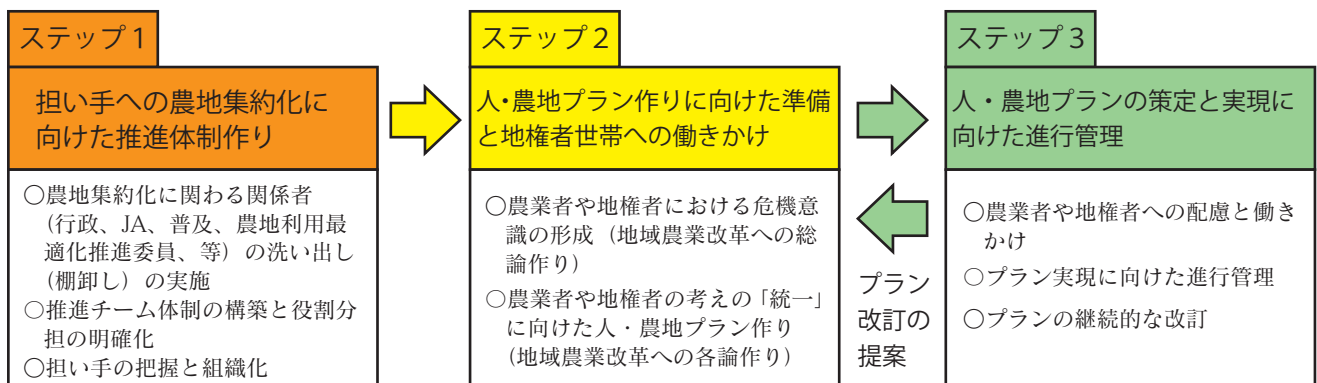 ステップ1
担い手への農地集約化に
向けた推進体制作り
○農地集約化に関わる関係者
(行政、JA、普及、農地利用最
適化推進委員、等)の洗い出し
(棚卸し)の実施
○推進チーム体制の構築と役割分
担の明確化
○担い手の把握と組織化
ステップ2
人・農地プラン作りに向けた準備
と地権者世帯への働きかけ
○農業者や地権者における危機意
識の形成(地域農業改革への総
論作り)
○農業者や地権者の考えの「統一」
に向けた人・農地プラン作り
(地域農業改革への各論作り)
プラン
改訂の
提案
ステップ3
人・農地プランの策定と実現に
向けた進行管理
○農業者や地権者への配慮と働き
かけ
○プラン実現に向けた進行管理
○プランの継続的な改訂